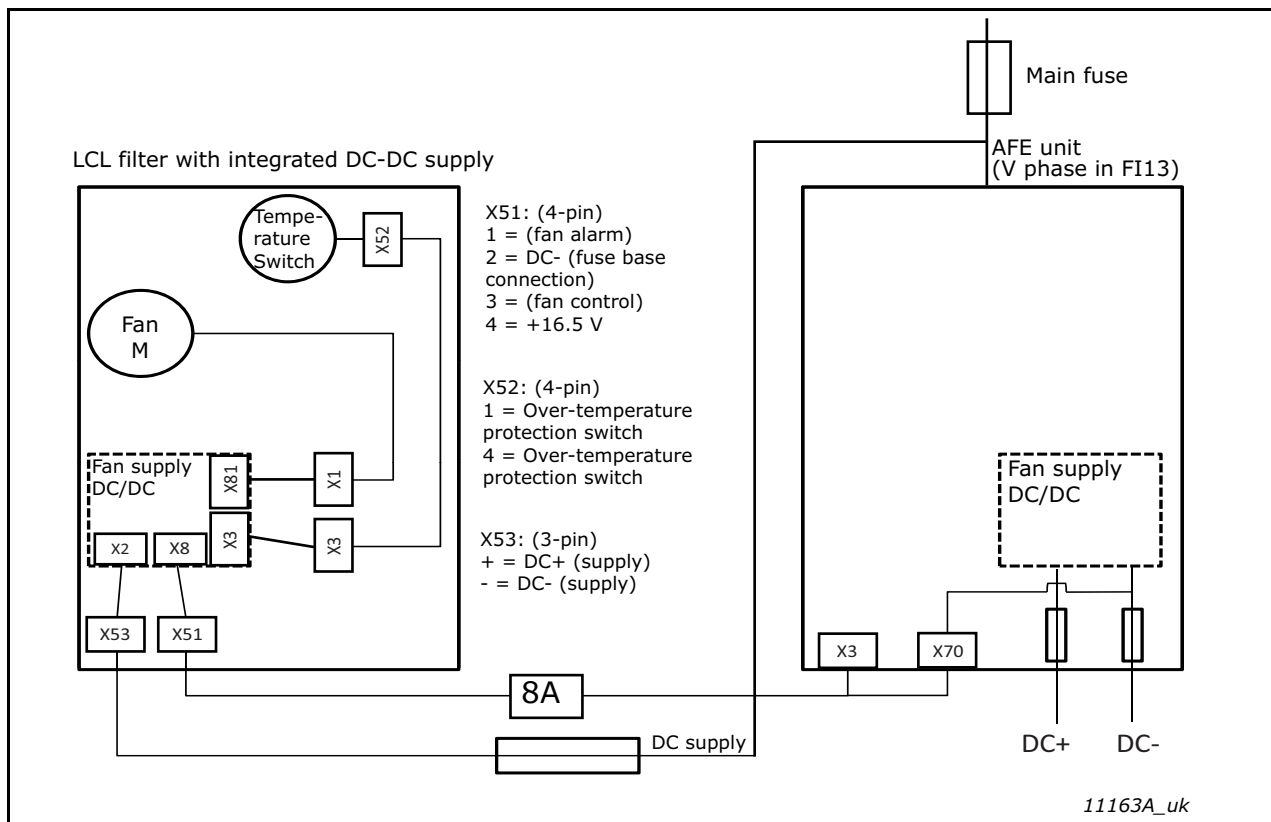 Main fuse
AFE unit
(V phase in FI13)
LCL filter with integrated DC-DC supply
Tempe-
rature
Switch
X52
Fan
M
X51: (4-pin)
1 = (fan alarm)
2 = DC- (fuse base
connection)
3 = (fan control)
4 = +16.5 V
X52: (4-pin)
1 = Over-temperature
protection switch
4 = Over-temperature
protection switch
X53: (3-pin)
+ = DC+ (supply)
- = DC- (supply)
Fan supply
DC/DC
X81
X1
X2
X8
X3
X3
X53
X51
Fan supply
DC/DC
X3
X70
8A
DC supply
DC+
DC-
11163A_uk